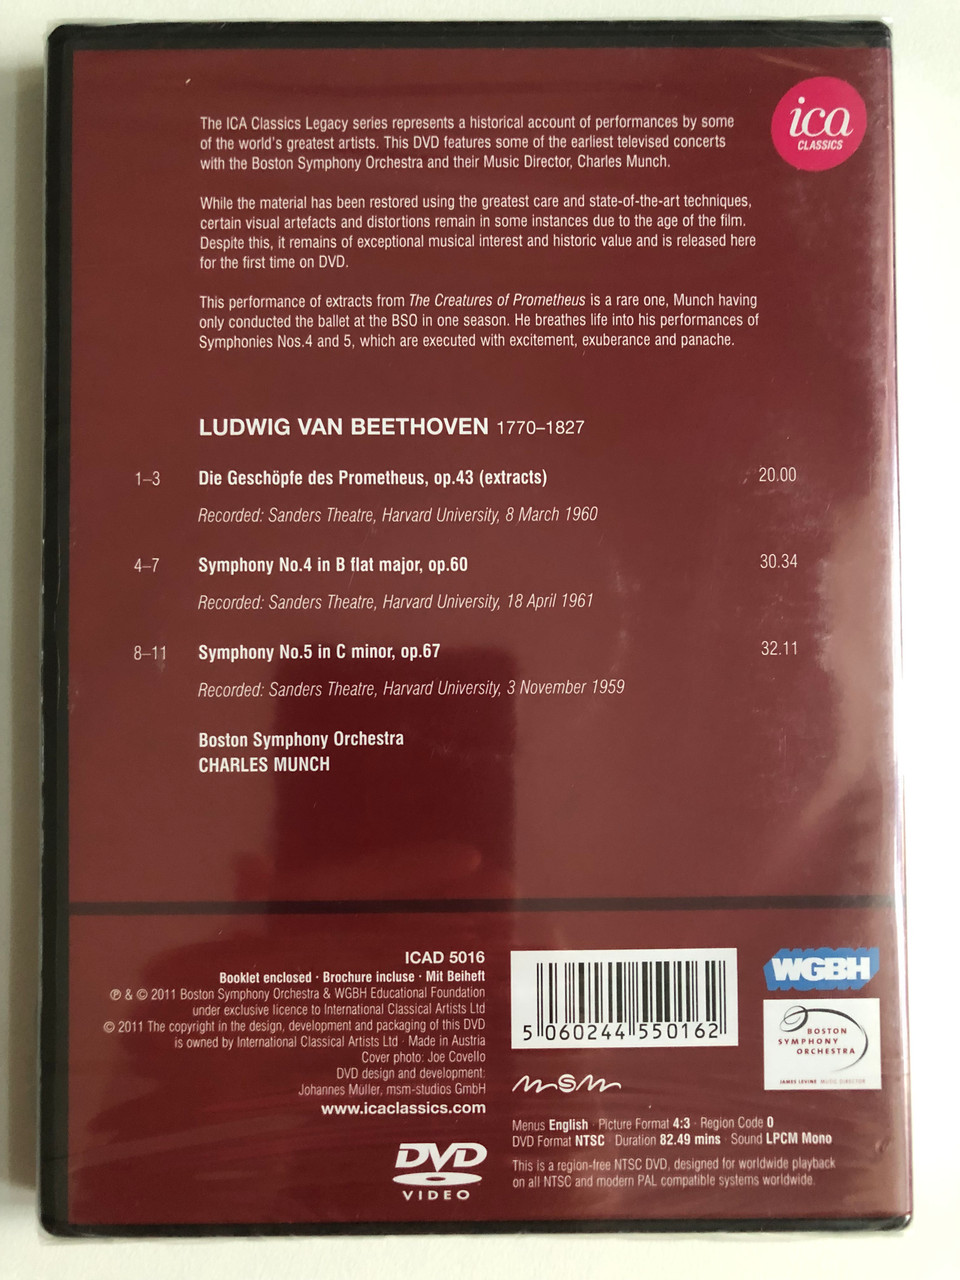 ica
CLASSICS
The ICA Classics Legacy series represents a historical account of performances by some
of the world's greatest artists. This DVD features some of the earliest televised concerts
with the Boston Symphony Orchestra and their Music Director, Charles Munch.
While the material has been restored using the greatest care and state-of-the-art techniques,
certain visual artefacts and distortions remain in some instances due to the age of the film.
Despite this, it remains of exceptional musical interest and historic value and is released here
for the first time on DVD.
This performance of extracts from The Creatures of Prometheus is a rare one, Munch having
only conducted the ballet at the BSO in one season. He breathes life into his performances of
Symphonies Nos.4 and 5, which are executed with excitement, exuberance and panache.
LUDWIG VAN BEETHOVEN 1770–1827
1–3 Die Geschöpfe des Prometheus, op.43 (extracts) 20.00
Recorded: Sanders Theatre, Harvard University, 8 March 1960
4–7 Symphony No.4 in B flat major, op.60 30.34
Recorded: Sanders Theatre, Harvard University, 18 April 1961
8–11 Symphony No.5 in C minor, op.67 32.11
Recorded: Sanders Theatre, Harvard University, 3 November 1959
Boston Symphony Orchestra
CHARLES MUNCH
ICAD 5016
Booklet enclosed · Brochure incluse · Mit Beiheft
℗ & © 2011 Boston Symphony Orchestra & WGBH Educational Foundation
under exclusive licence to International Classical Artists Ltd
© 2011 The copyright in the design, development and packaging of this DVD
is owned by International Classical Artists Ltd · Made in Austria
Cover photo: Joe Covello
DVD design and development:
Johannes Müller, msm-studios GmbH
www.icaclassics.com
DVD
VIDEO
5 060244 550162
msm
WGBH
BOSTON
SYMPHONY
ORCHESTRA
JAMES LEVINE MUSIC DIRECTOR
Menus English · Picture Format 4:3 · Region Code 0
DVD Format NTSC · Duration 82.49 mins · Sound LPCM Mono
This is a region-free NTSC DVD, designed for worldwide playback
on all NTSC and modern PAL compatible systems worldwide.